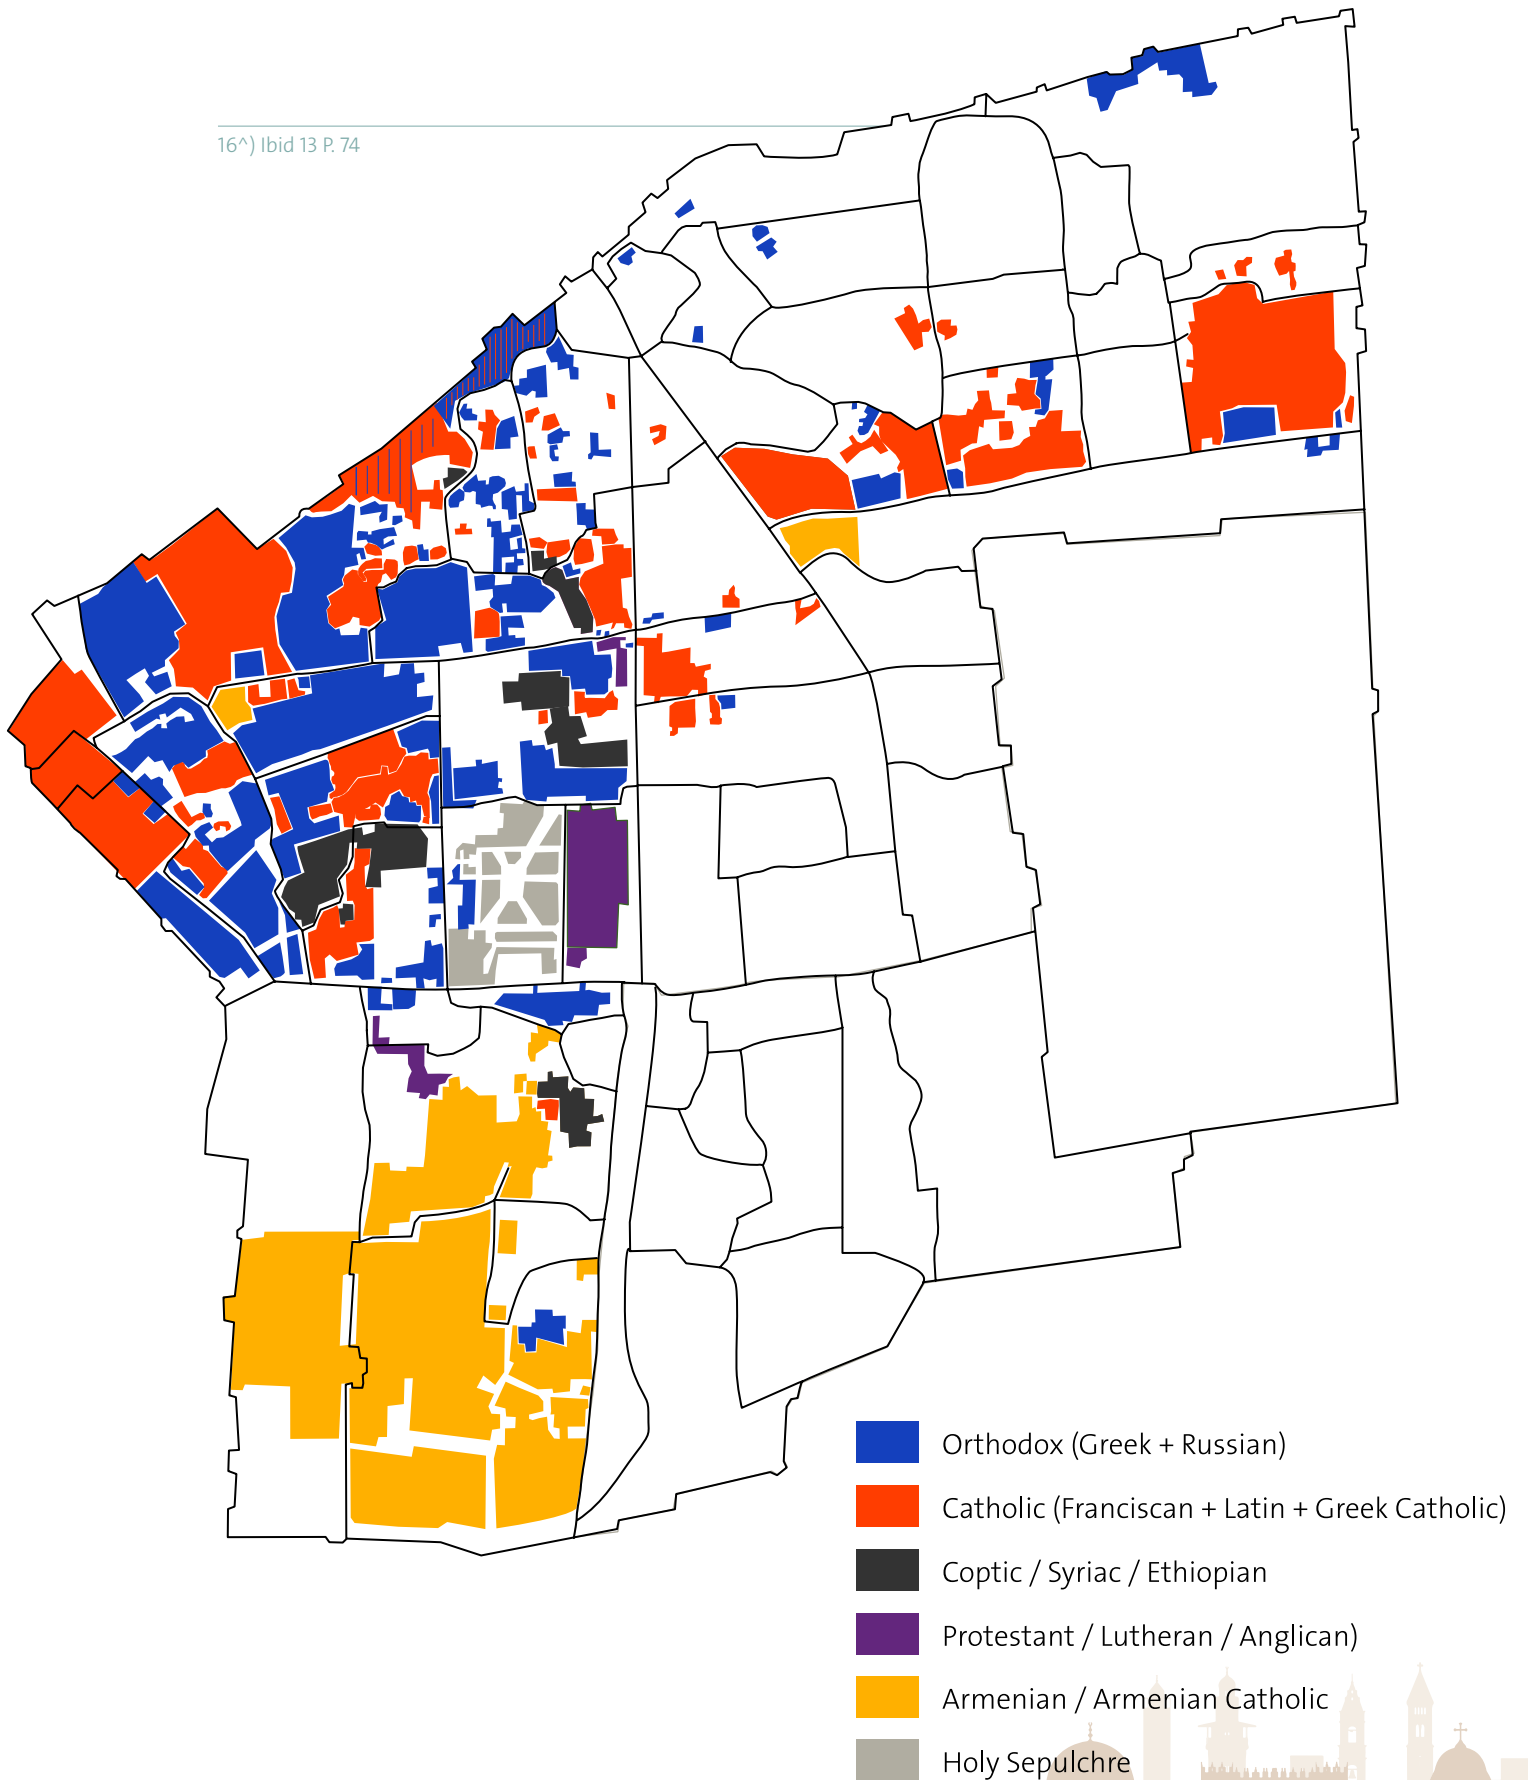 16^) Ibid 13 P. 74
Orthodox (Greek + Russian)
Catholic (Franciscan + Latin + Greek Catholic)
Coptic / Syriac / Ethiopian
Protestant / Lutheran / Anglican)
Armenian / Armenian Catholic
Holy Sepulchre